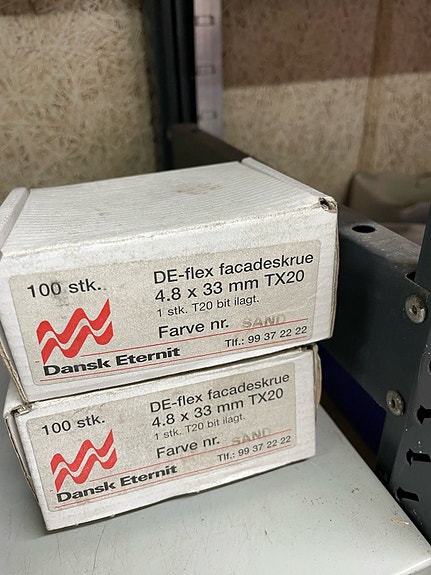 100 stk.
DE-flex facadeskrue
4.8 x 33 mm TX20
1 stk. T20 bit ilagt.
Farve nr. SAND
Dansk Eternit
Tlf.: 99 37 22 22
100 stk.
DE-flex facadeskrue
4.8 x 33 mm TX20
1 stk. T20 bit ilagt.
Farve nr. SAND
Dansk Eternit
Tlf.: 99 37 22 22